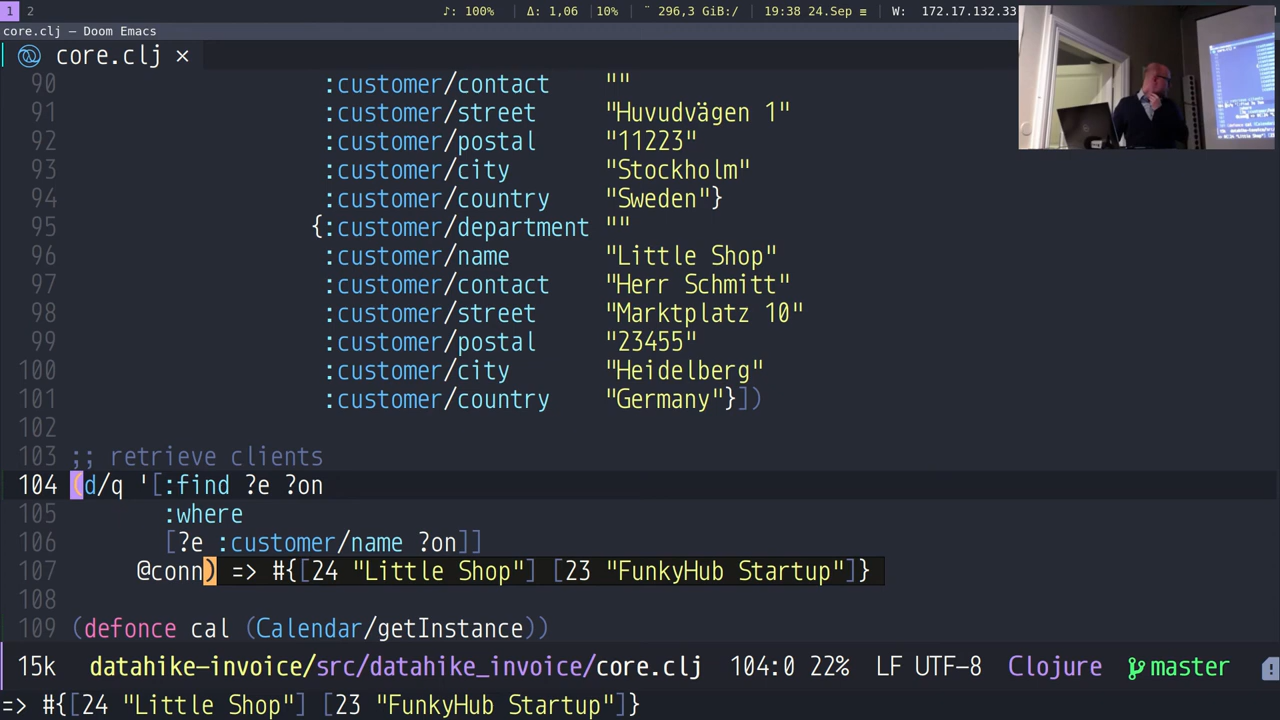 1 2 ♪: 100% Δ: 1,06 10% ¨ 296,3 GiB:/ 19:38 24.Sep ≡ W: 172.17.132.33
core.clj – Doom Emacs
core.clj ×
90 :customer/contact ""
91 :customer/street "Huvudvägen 1"
92 :customer/postal "11223"
93 :customer/city "Stockholm"
94 :customer/country "Sweden"}
95 {:customer/department ""
96 :customer/name "Little Shop"
97 :customer/contact "Herr Schmitt"
98 :customer/street "Marktplatz 10"
99 :customer/postal "23455"
100 :customer/city "Heidelberg"
101 :customer/country "Germany"}])
102
103 ;; retrieve clients
104 (d/q '[:find ?e ?on
105 :where
106 [?e :customer/name ?on]]
107 @conn) => #{[24 "Little Shop"] [23 "FunkyHub Startup"]}
108
109 (defonce cal (Calendar/getInstance))
15k datahike-invoice/src/datahike_invoice/core.clj 104:0 22% LF UTF-8 Clojure master
=> #{[24 "Little Shop"] [23 "FunkyHub Startup"]}